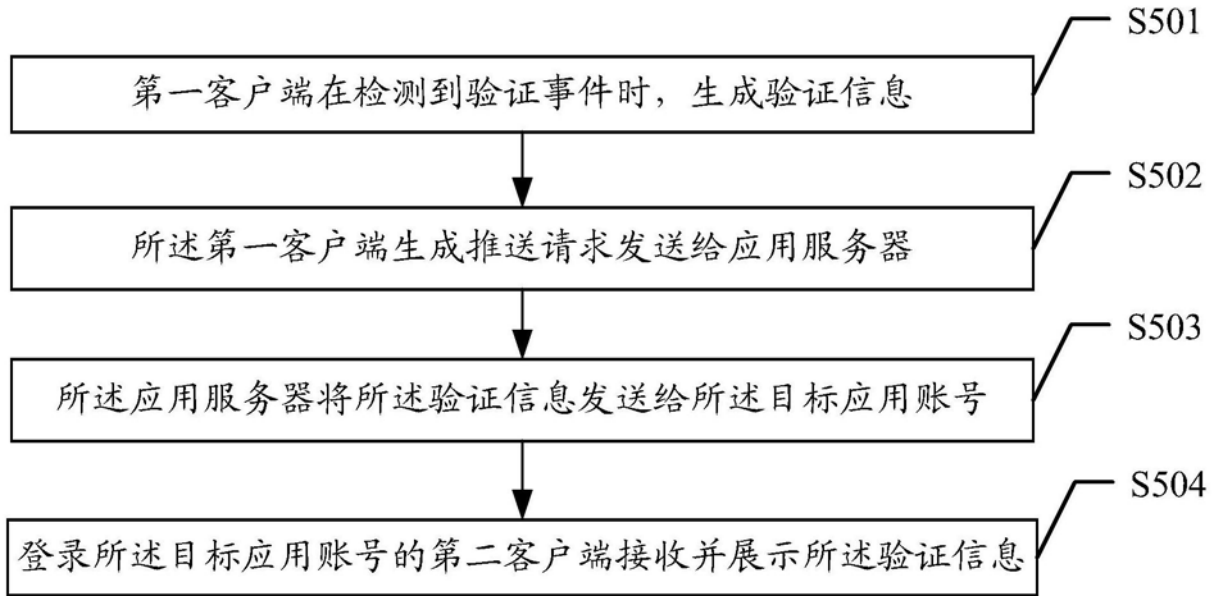 S501
第一客户端在检测到验证事件时，生成验证信息
S502
所述第一客户端生成推送请求发送给应用服务器
S503
所述应用服务器将所述验证信息发送给所述目标应用账号
S504
登录所述目标应用账号的第二客户端接收并展示所述验证信息